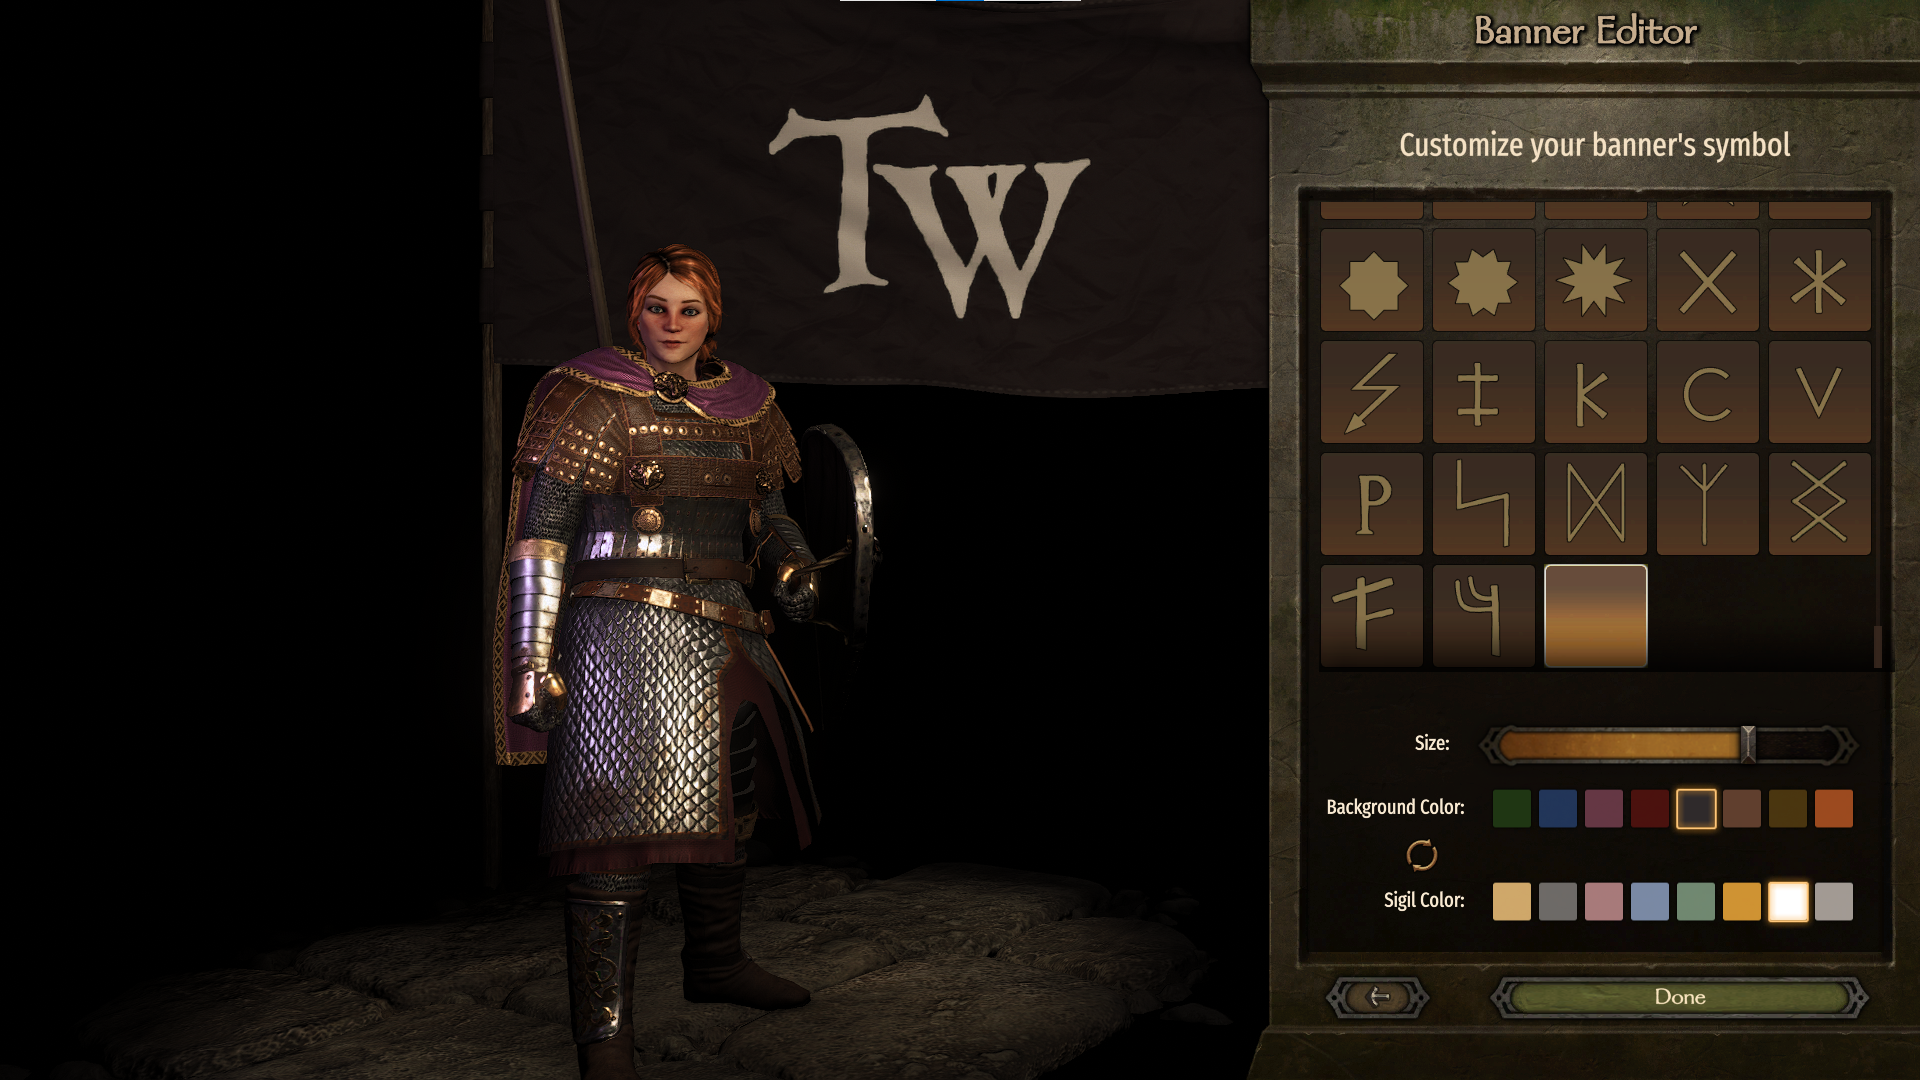 Banner Editor
TW
Customize your banner's symbol
Size:
Background Color:
Sigil Color:
Done